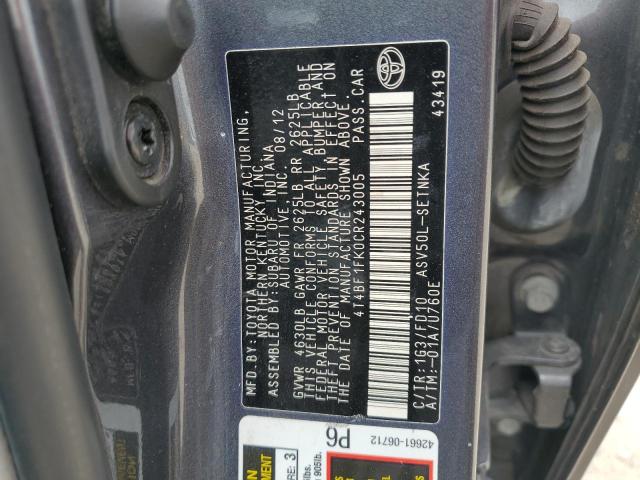 MFD.BY: TOYOTA MOTOR MANUFACTURING,
NORTHERN KENTUCKY, INC.
ASSEMBLED BY: SUBARU OF INDIANA
AUTOMOTIVE, INC. 08/12
GVWR 4630LB GAWR FR 2625LB RR 2625LB
THIS VEHICLE CONFORMS TO ALL APPLICABLE
FEDERAL MOTOR VEHICLE SAFETY, BUMPER, AND
THEFT PREVENTION STANDARDS IN EFFECT ON
THE DATE OF MANUFACTURE SHOWN ABOVE.
4T4BF1FK0CR243005 PASS.CAR
C/TR: 1G3/FD10 ASV50L-SETNKA
A/TM: -01A/U760E
43419
42661-06712
P6
3
905lb.